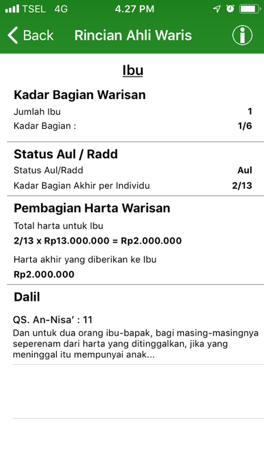 TSEL 4G 4.27 PM
Back Rincian Ahli Waris
Ibu
Kadar Bagian Warisan
Jumlah Ibu 1
Kadar Bagian : 1/6
Status Aul / Radd
Status Aul/Radd Aul
Kadar Bagian Akhir per Individu 2/13
Pembagian Harta Warisan
Total harta untuk Ibu
2/13 x Rp13.000.000 = Rp2.000.000
Harta akhir yang diberikan ke Ibu
Rp2.000.000
Dalil
QS. An-Nisa’ : 11
Dan untuk dua orang ibu-bapak, bagi masing-masingnya
seperenam dari harta yang ditinggalkan, jika yang
meninggal itu mempunyai anak...